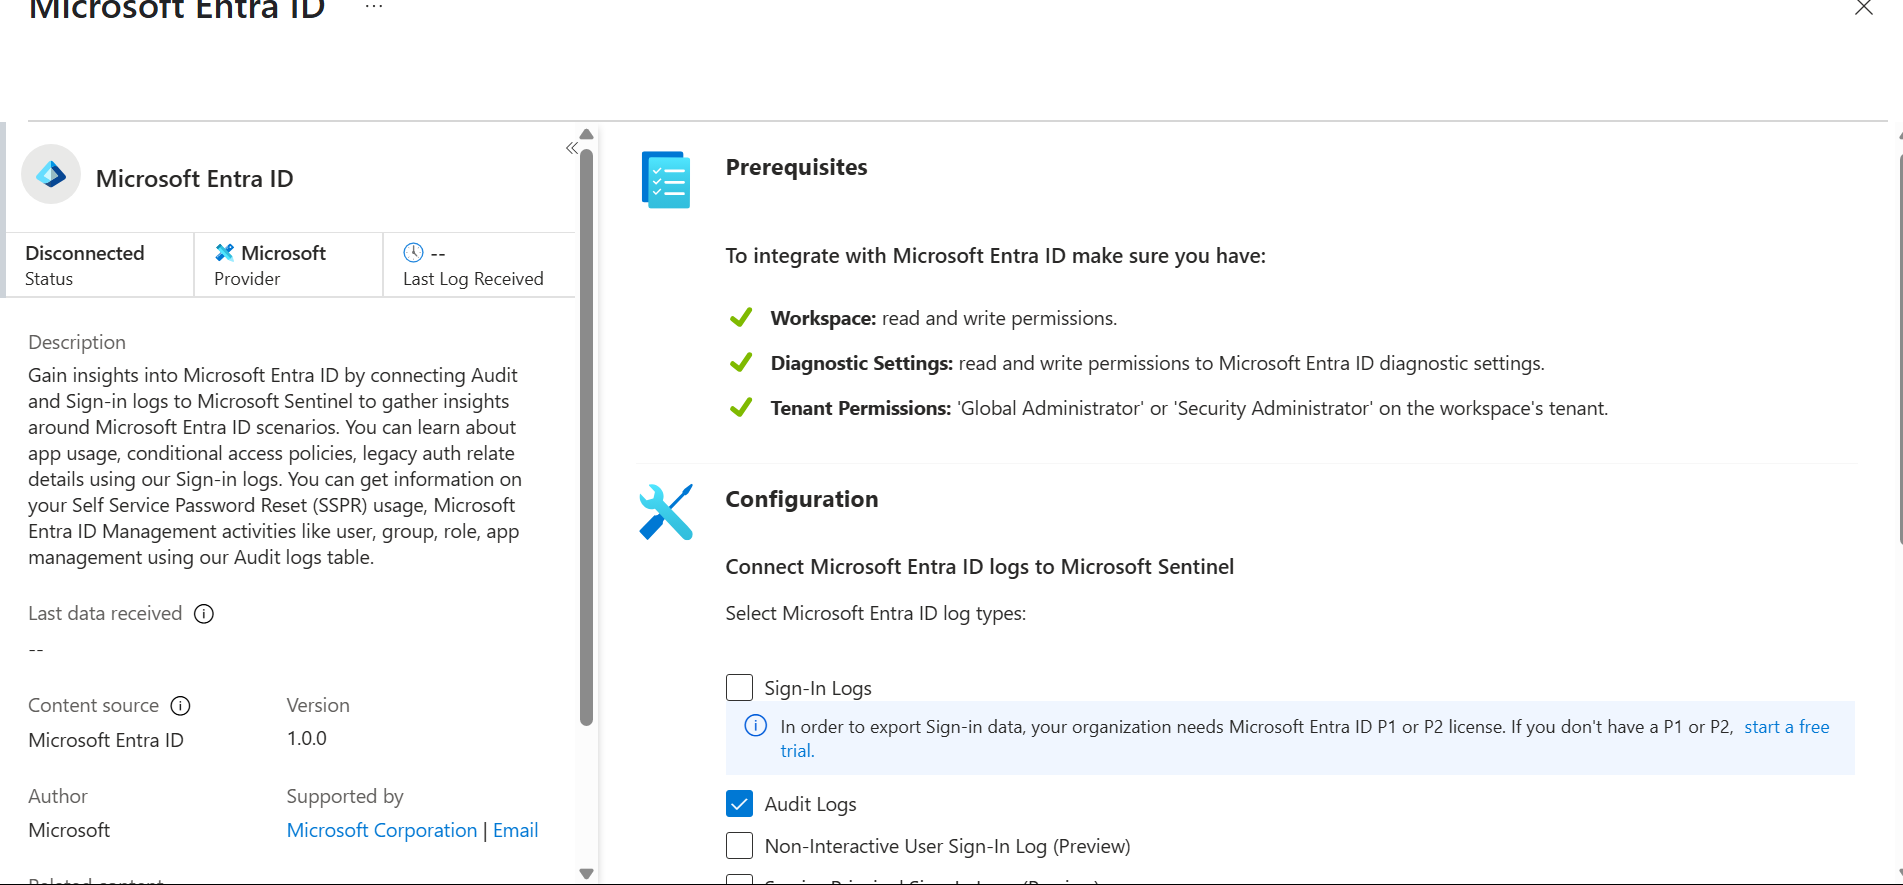 Microsoft Entra ID ...
Microsoft Entra ID
Disconnected
Status
Microsoft
Provider
--
Last Log Received
Description
Gain insights into Microsoft Entra ID by connecting Audit
and Sign-in logs to Microsoft Sentinel to gather insights
around Microsoft Entra ID scenarios. You can learn about
app usage, conditional access policies, legacy auth relate
details using our Sign-in logs. You can get information on
your Self Service Password Reset (SSPR) usage, Microsoft
Entra ID Management activities like user, group, role, app
management using our Audit logs table.
Last data received
--
Content source
Version
Microsoft Entra ID
1.0.0
Author
Supported by
Microsoft
Microsoft Corporation | Email
Related content
Prerequisites
To integrate with Microsoft Entra ID make sure you have:
Workspace: read and write permissions.
Diagnostic Settings: read and write permissions to Microsoft Entra ID diagnostic settings.
Tenant Permissions: 'Global Administrator' or 'Security Administrator' on the workspace's tenant.
Configuration
Connect Microsoft Entra ID logs to Microsoft Sentinel
Select Microsoft Entra ID log types:
Sign-In Logs
In order to export Sign-in data, your organization needs Microsoft Entra ID P1 or P2 license. If you don't have a P1 or P2, start a free
trial.
Audit Logs
Non-Interactive User Sign-In Log (Preview)